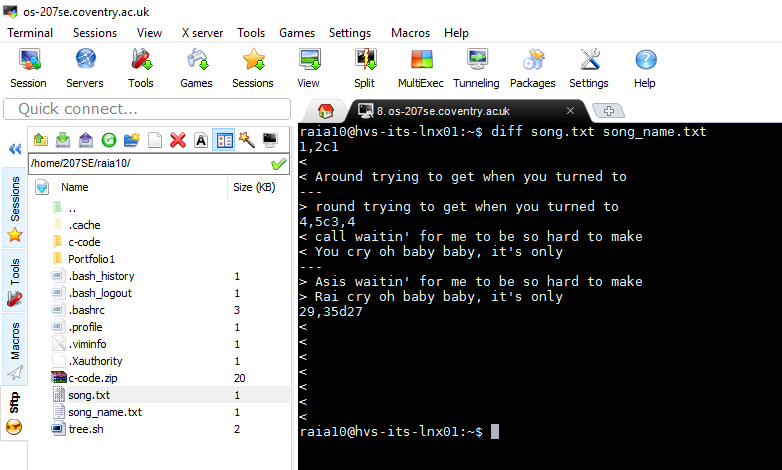 os-207se.coventry.ac.uk
Terminal Sessions View X server Tools Games Settings Macros Help
Session Servers Tools Games Sessions View Split MultiExec Tunneling Packages Settings Help
Quick connect...
8. os-207se.coventry.ac.uk
/home/207SE/raia10/
Name Size (KB)
..
.cache
c-code
Portfolio1
.bash_history 1
.bash_logout 1
.bashrc 3
.profile 1
.viminfo 1
.Xauthority 1
c-code.zip 20
song.txt 1
song_name.txt 1
tree.sh 2
Sessions
Tools
Macros
Sftp
raia10@hvs-its-lnx01:~$ diff song.txt song_name.txt
1,2c1
<
< Around trying to get when you turned to
---
> round trying to get when you turned to
4,5c3,4
< call waitin' for me to be so hard to make
< You cry oh baby baby, it's only
---
> Asis waitin' for me to be so hard to make
> Rai cry oh baby baby, it's only
29,35d27
<
<
<
<
<
<
<
raia10@hvs-its-lnx01:~$